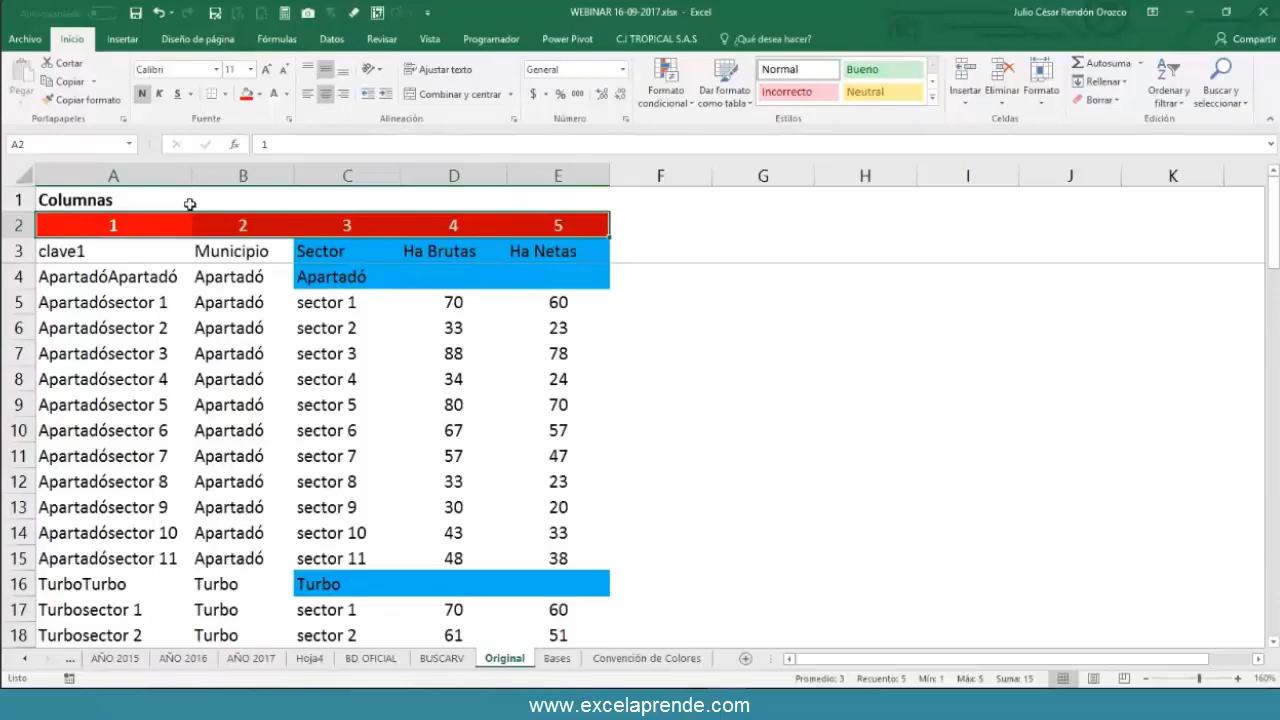 WEBINAR 16-09-2017.xlsx - Excel
Julio César Rendón Orozco
Archivo Inicio Insertar Diseño de página Fórmulas Datos Revisar Vista Programador Power Pivot C.I TROPICAL S.A.S ¿Qué desea hacer? Compartir
Pegar
Cortar
Copiar
Copiar formato
Portapapeles
Calibri 11
N K S
Fuente
Ajustar texto
Combinar y centrar
Alineación
General
$ % 000
Número
Formato condicional
Dar formato como tabla
Normal Bueno
Incorrecto Neutral
Estilos
Insertar Eliminar Formato
Celdas
Autosuma
Rellenar
Borrar
Ordenar y filtrar
Buscar y seleccionar
Edición
A2 fx 1
A B C D E F G H I J K
1 Columnas
2 1 2 3 4 5
3 clave1 Municipio Sector Ha Brutas Ha Netas
4 ApartadóApartadó Apartadó Apartadó
5 Apartadósector 1 Apartadó sector 1 70 60
6 Apartadósector 2 Apartadó sector 2 33 23
7 Apartadósector 3 Apartadó sector 3 88 78
8 Apartadósector 4 Apartadó sector 4 34 24
9 Apartadósector 5 Apartadó sector 5 80 70
10 Apartadósector 6 Apartadó sector 6 67 57
11 Apartadósector 7 Apartadó sector 7 57 47
12 Apartadósector 8 Apartadó sector 8 33 23
13 Apartadósector 9 Apartadó sector 9 30 20
14 Apartadósector 10 Apartadó sector 10 43 33
15 Apartadósector 11 Apartadó sector 11 48 38
16 TurboTurbo Turbo Turbo
17 Turbosector 1 Turbo sector 1 70 60
18 Turbosector 2 Turbo sector 2 61 51
... AÑO 2015 AÑO 2016 AÑO 2017 Hoja4 BD OFICIAL BUSCARV Original Bases Convención de Colores
Listo Promedio: 3 Recuento: 5 Mín: 1 Máx: 5 Suma: 15 160%
www.excelaprende.com